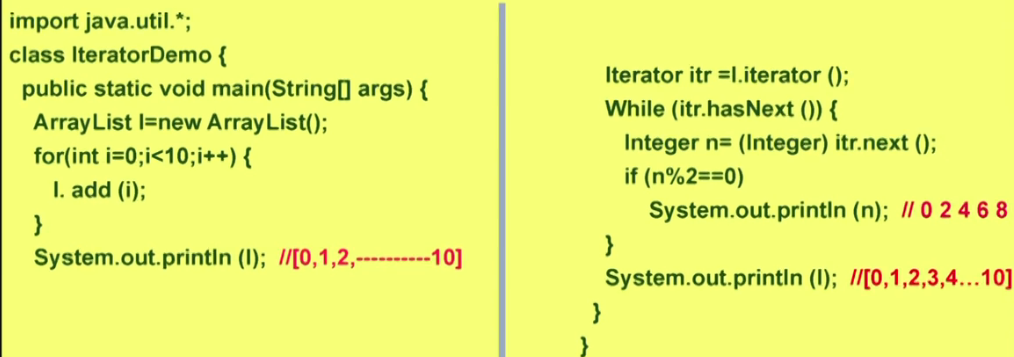 import java.util.*;
class IteratorDemo {
public static void main(String[] args) {
ArrayList l=new ArrayList();
for(int i=0;i<10;i++) {
l. add (i);
}
System.out.println (l); //[0,1,2,----------10]
Iterator itr =l.iterator ();
While (itr.hasNext ()) {
Integer n= (Integer) itr.next ();
if (n%2==0)
System.out.println (n); // 0 2 4 6 8
}
System.out.println (l); //[0,1,2,3,4...10]
}
}